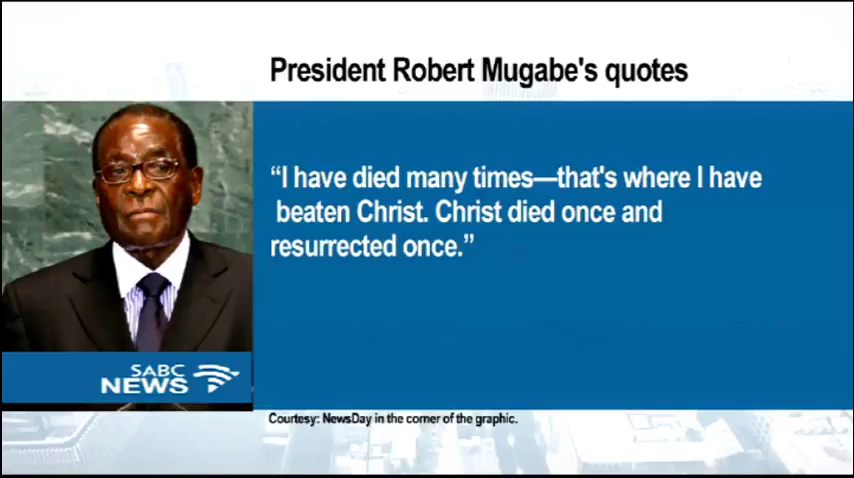 President Robert Mugabe's quotes
“I have died many times—that's where I have
beaten Christ. Christ died once and
resurrected once.”
SABC
NEWS
Courtesy: NewsDay in the corner of the graphic.